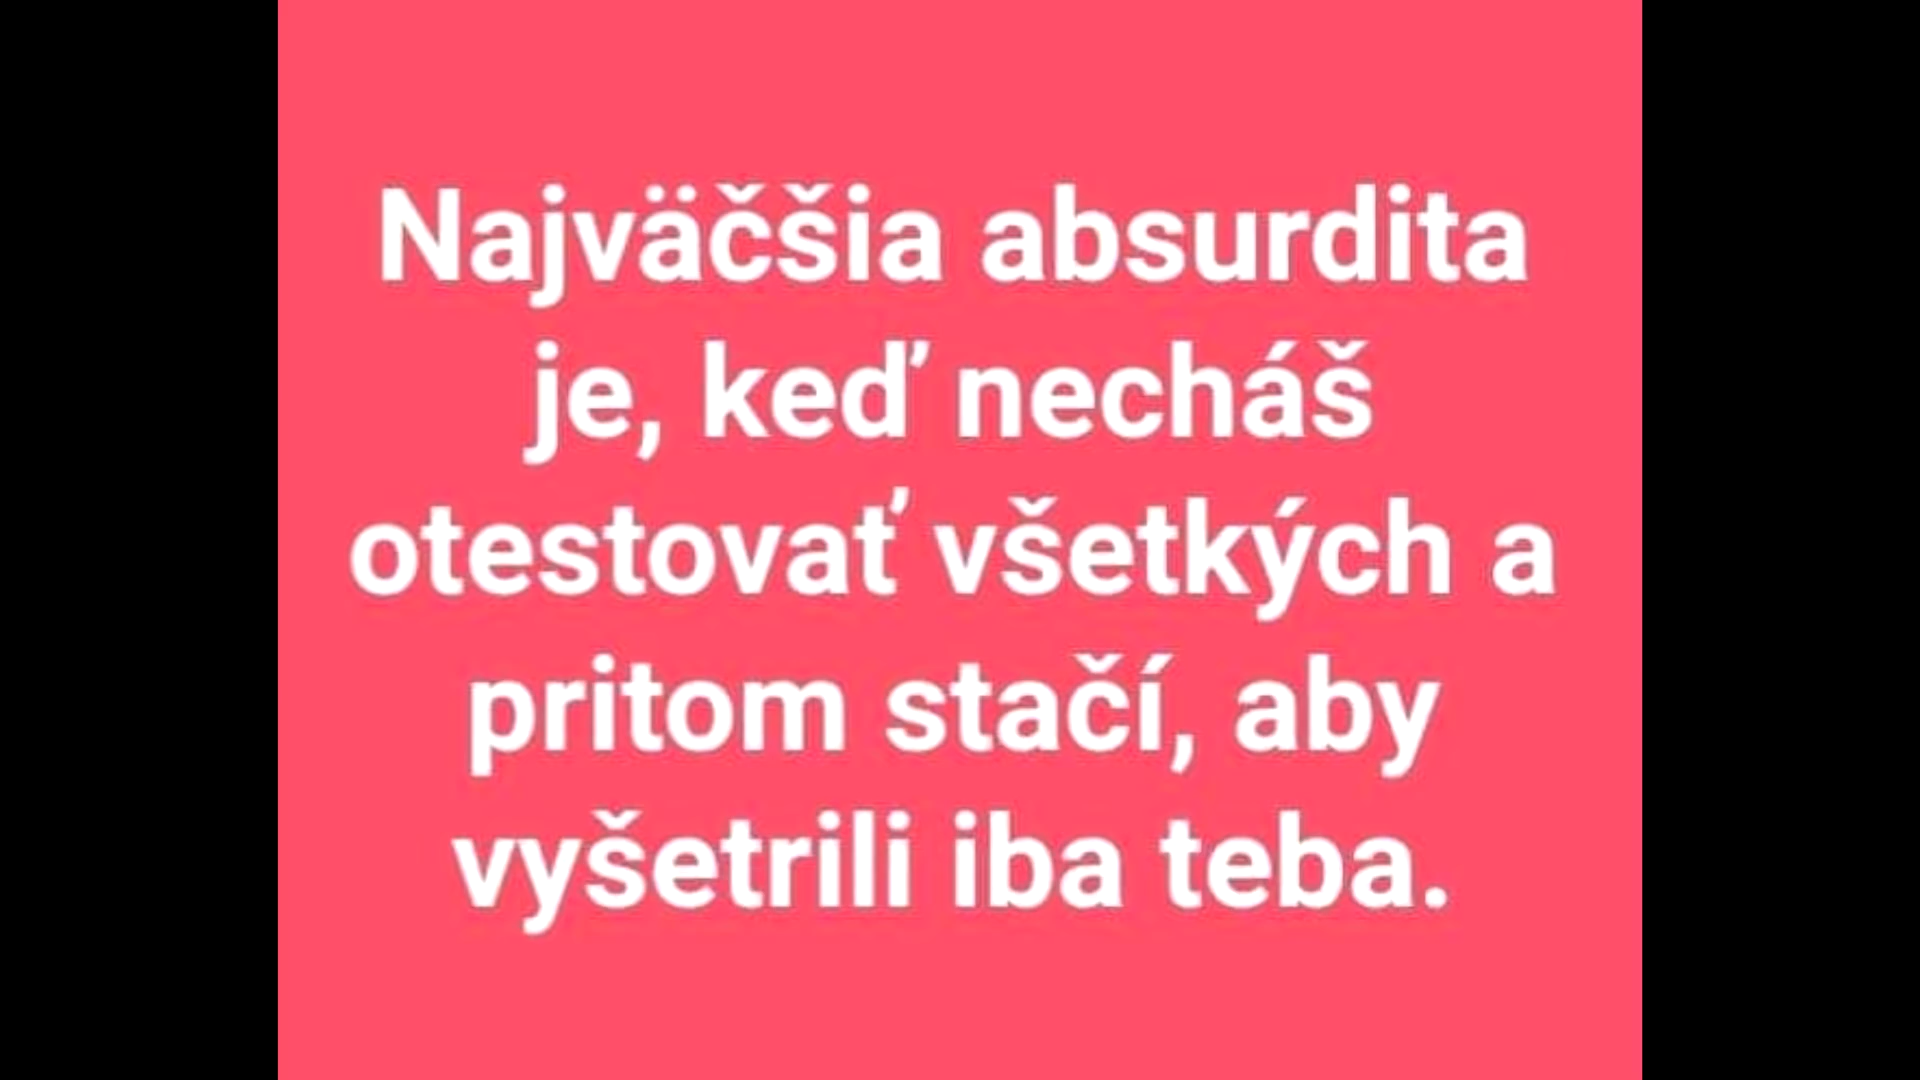 Najväčšia absurdita
je, keď necháš
otestovať všetkých a
pritom stačí, aby
vyšetrili iba teba.